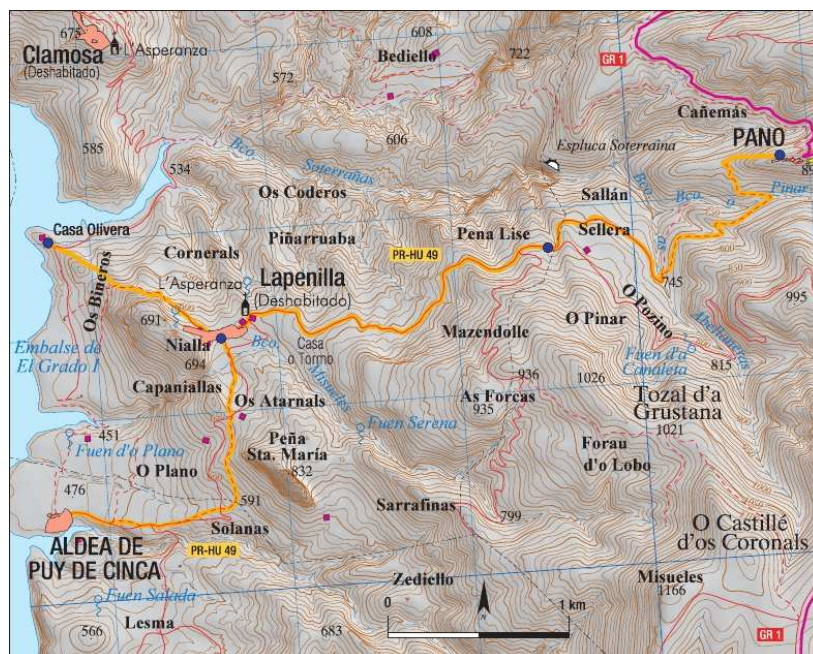 675
L'Asperanza
Clamosa
(Deshabitado)
608
Bediello
722
GR 1
572
Cañemás
PANO
585
606
534
Bco.
Soterrañas
Espluca Soterraina
Os Coderos
Sallán
Bco.
Bco.
Pinar
Casa Olivera
Cornerals
Piñarruaba
PR-HU 49
Pena Lise
Sellera
745
L'Asperanza
Lapenilla
(Deshabitado)
Os Bineros
691
Nialla
Bco.
Misueles
Casa
o Tormo
Mazendolle
O Pinar
O Pozino
995
Abellaneras
Embalse de
El Grado I
694
Capaniallas
Fuen d'a
Canaleta
815
Os Atarnals
936
1026
As Forcas
935
Tozal d'a
Grustana
1021
451
Fuen d'o Plano
Peña
Sta. María
832
Fuen Serena
Forau
d'o Lobo
O Plano
476
591
Solanas
Sarrafinas
799
O Castillé
d'os Coronals
ALDEA DE
PUY DE CINCA
PR-HU 49
Zediello
Misueles
1166
Fuen Salada
566
Lesma
683
0
1 km
GR 1